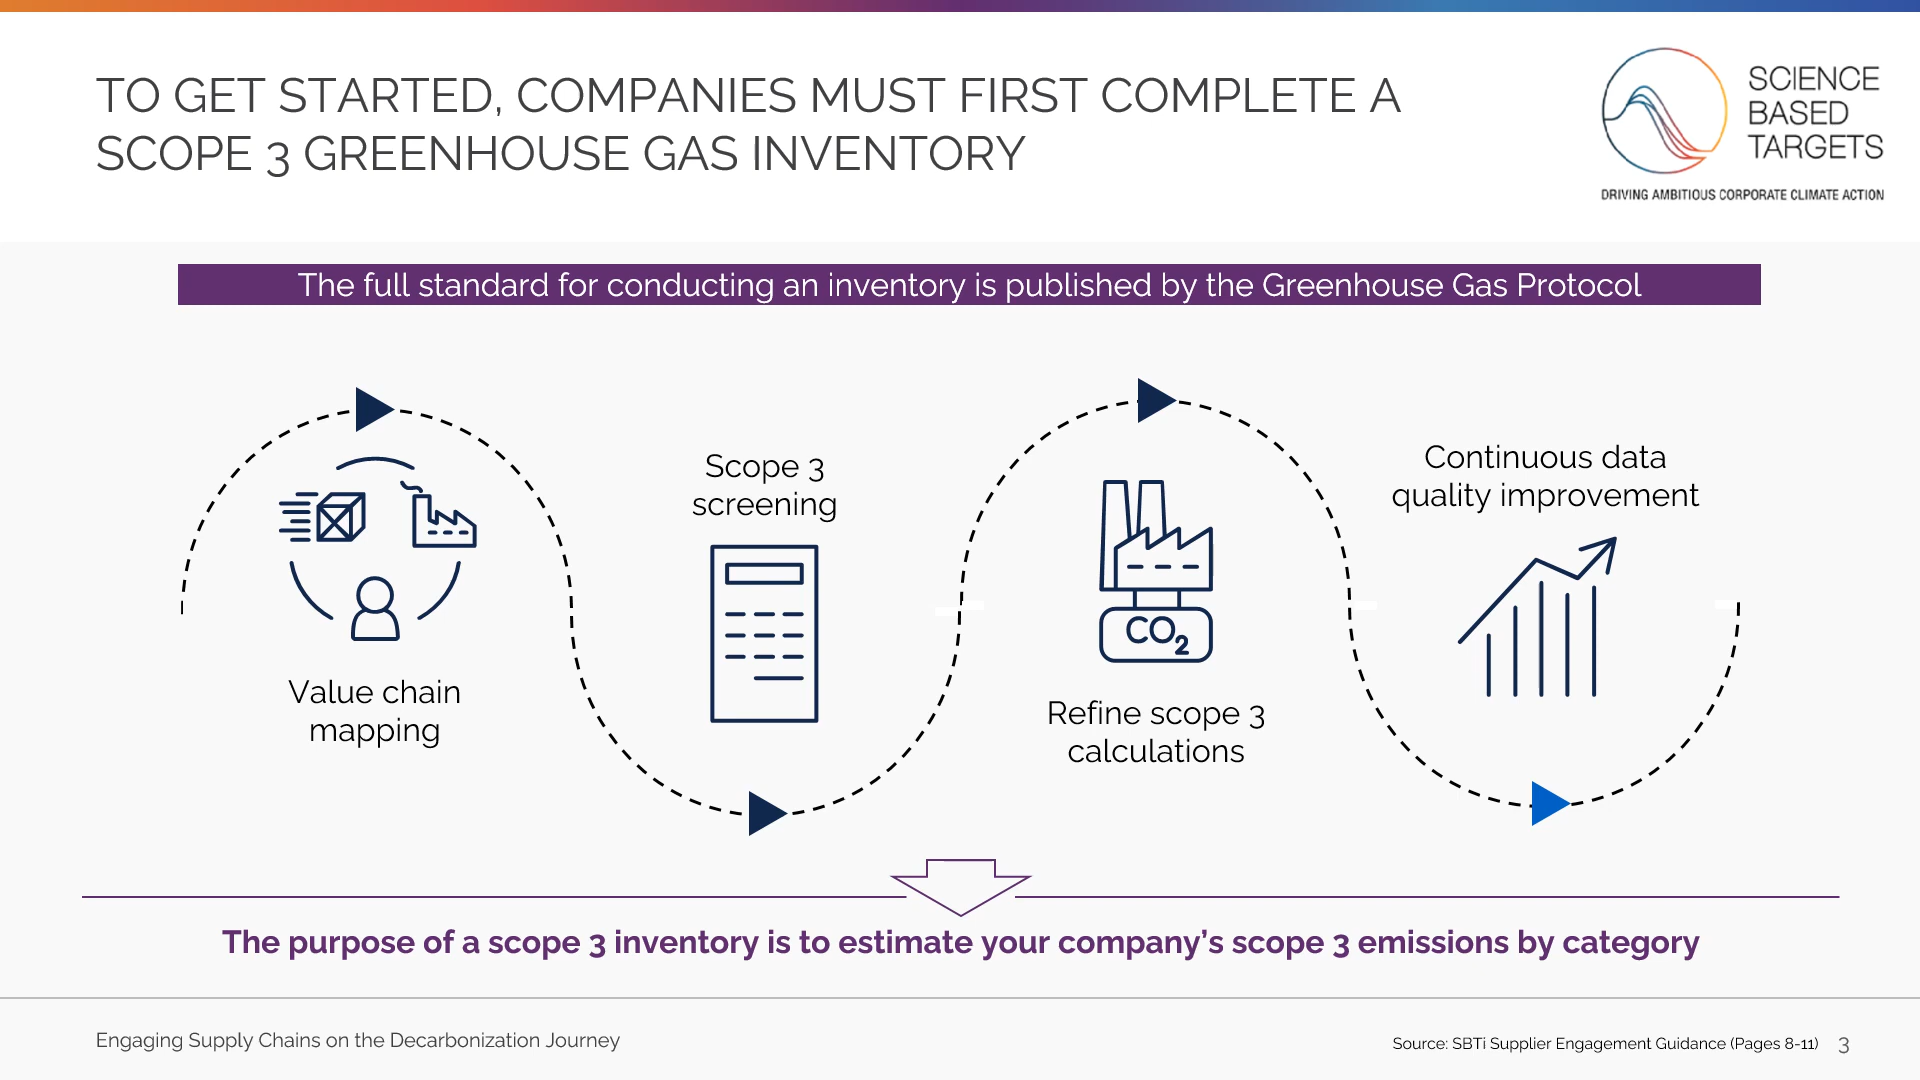 TO GET STARTED, COMPANIES MUST FIRST COMPLETE A
SCOPE 3 GREENHOUSE GAS INVENTORY
SCIENCE
BASED
TARGETS
DRIVING AMBITIOUS CORPORATE CLIMATE ACTION
The full standard for conducting an inventory is published by the Greenhouse Gas Protocol
Value chain
mapping
Scope 3
screening
CO2
Refine scope 3
calculations
Continuous data
quality improvement
The purpose of a scope 3 inventory is to estimate your company’s scope 3 emissions by category
Engaging Supply Chains on the Decarbonization Journey
Source: SBTi Supplier Engagement Guidance (Pages 8-11)
3